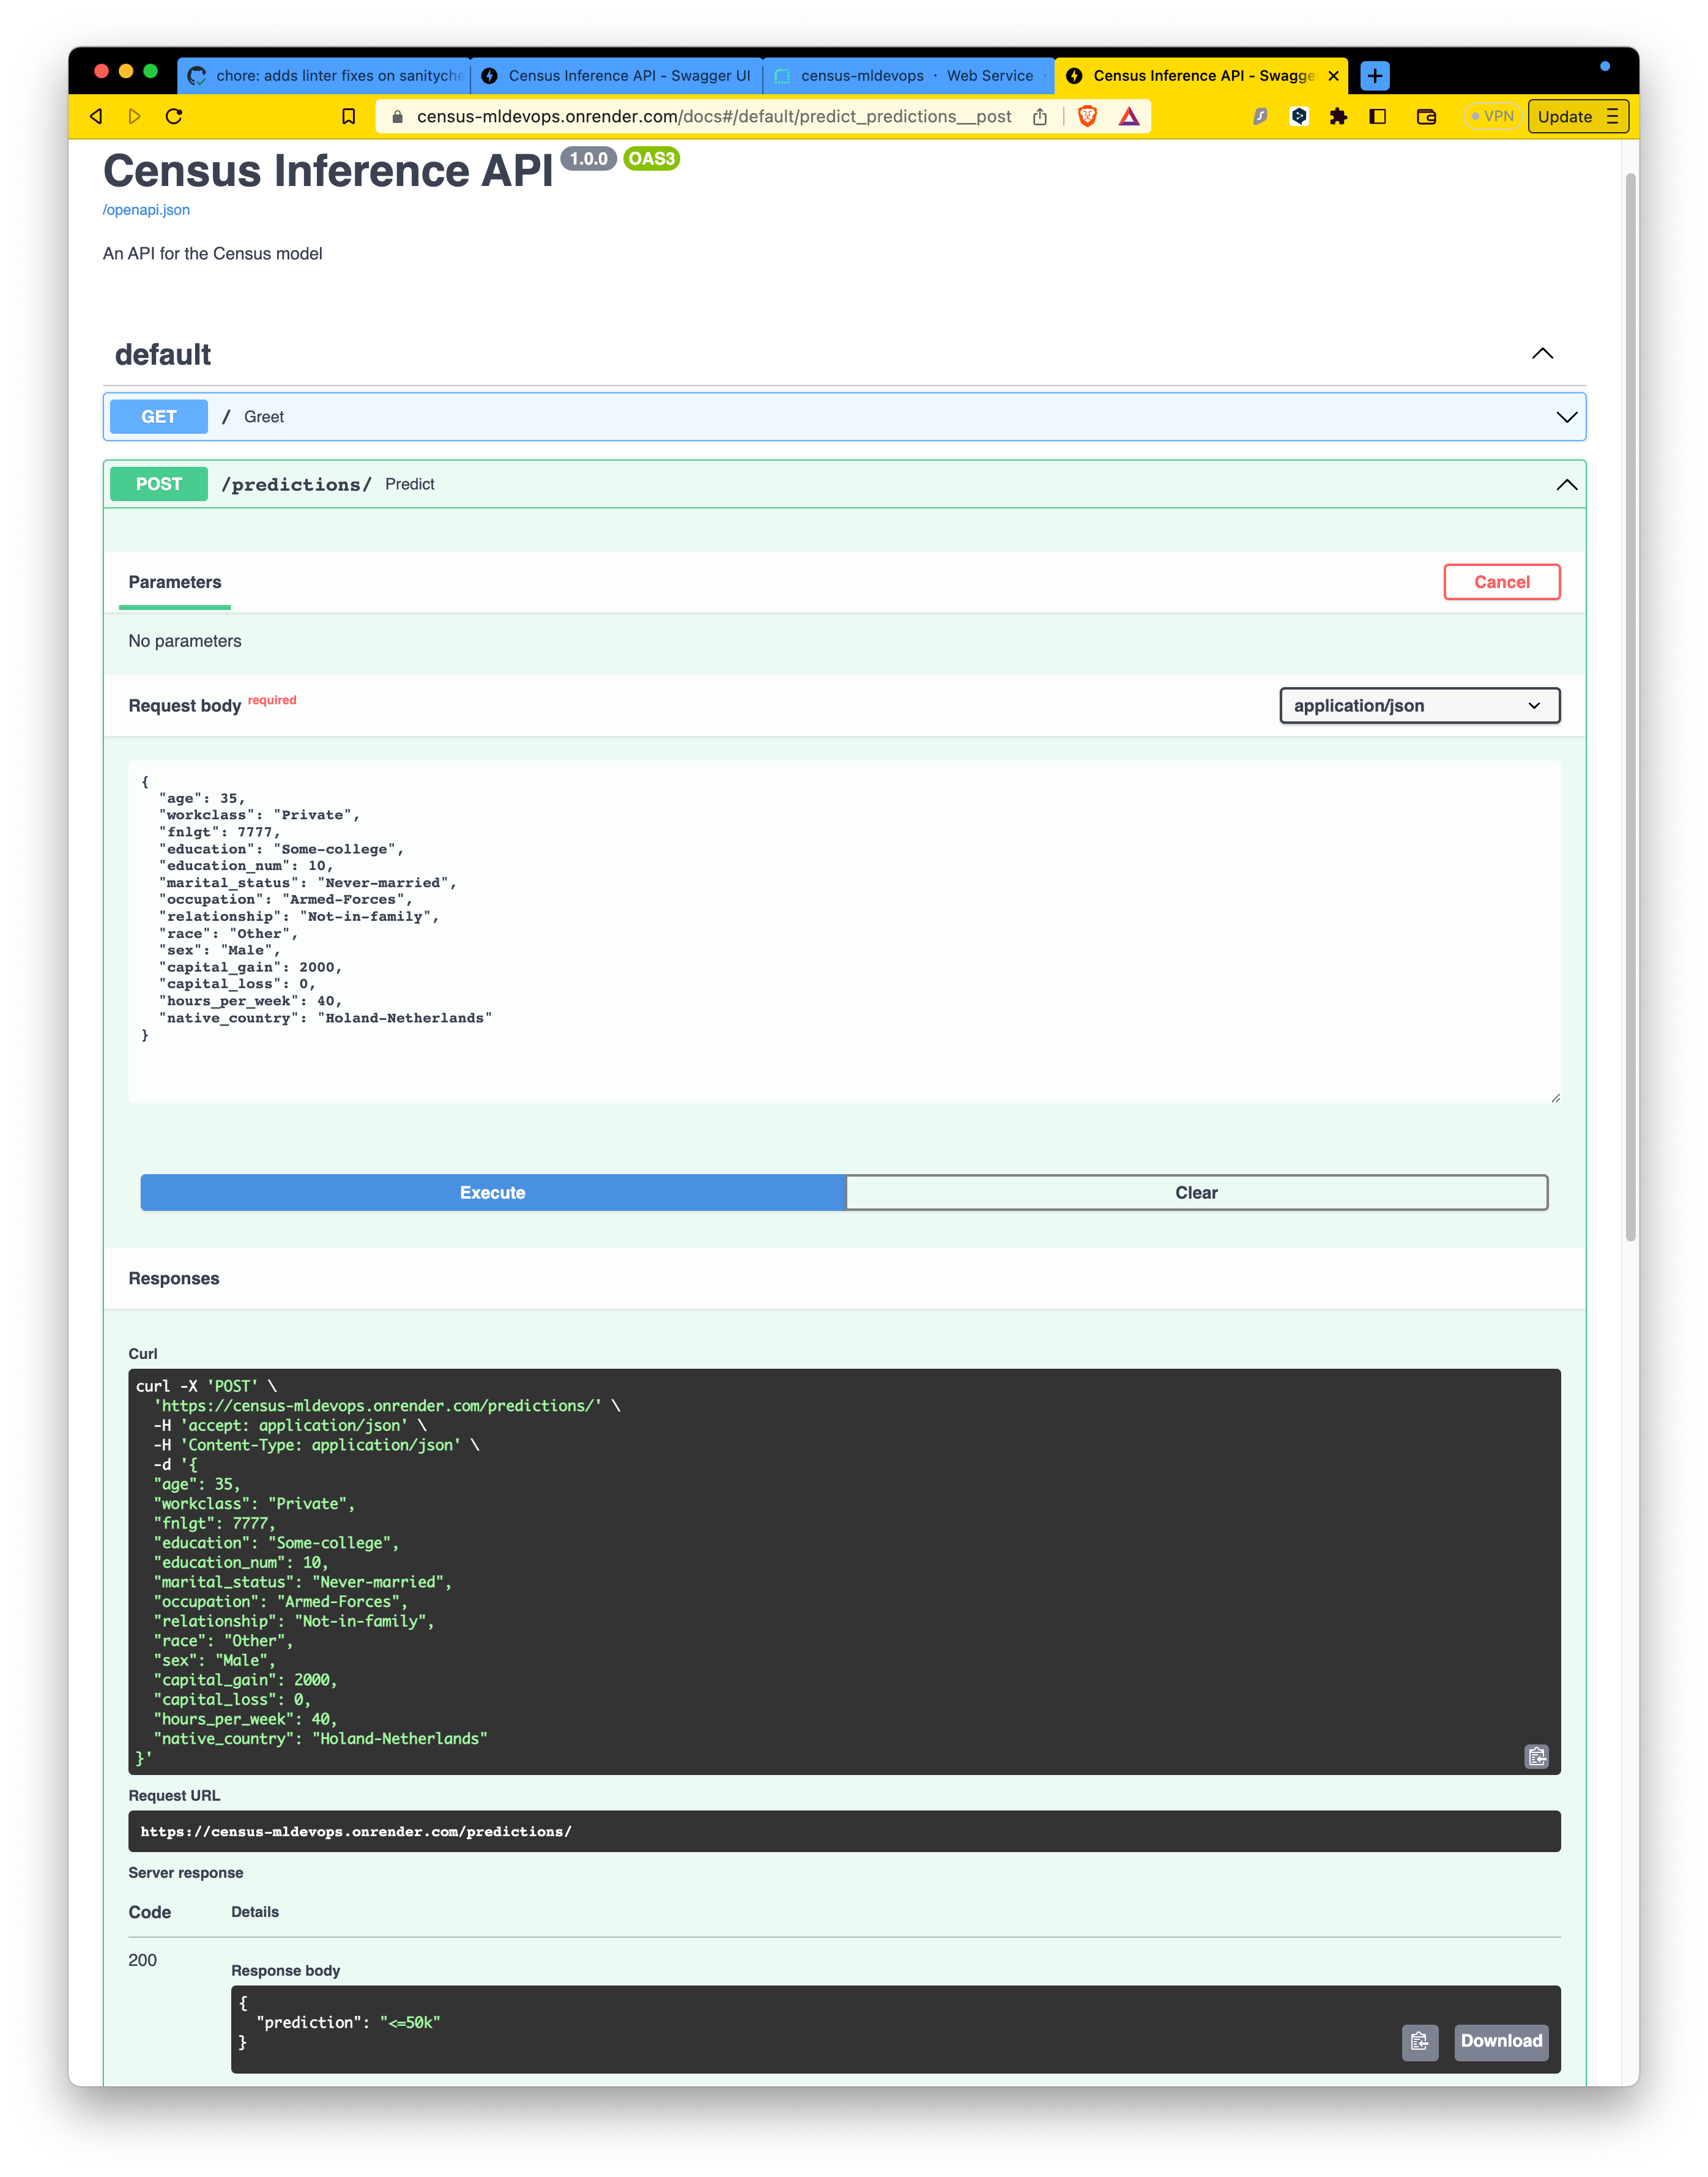 chore: adds linter fixes on sanityche
Census Inference API - Swagger UI
census-mldevops · Web Service
Census Inference API - Swagge
census-mldevops.onrender.com/docs#/default/predict_predictions__post
VPN
Update
Census Inference API 1.0.0 OAS3
/openapi.json
An API for the Census model
default
GET / Greet
POST /predictions/ Predict
Parameters
Cancel
No parameters
Request body required
application/json
{
"age": 35,
"workclass": "Private",
"fnlgt": 7777,
"education": "Some-college",
"education_num": 10,
"marital_status": "Never-married",
"occupation": "Armed-Forces",
"relationship": "Not-in-family",
"race": "Other",
"sex": "Male",
"capital_gain": 2000,
"capital_loss": 0,
"hours_per_week": 40,
"native_country": "Holand-Netherlands"
}
Execute
Clear
Responses
Curl
curl -X 'POST' \
'https://census-mldevops.onrender.com/predictions/' \
-H 'accept: application/json' \
-H 'Content-Type: application/json' \
-d '{
"age": 35,
"workclass": "Private",
"fnlgt": 7777,
"education": "Some-college",
"education_num": 10,
"marital_status": "Never-married",
"occupation": "Armed-Forces",
"relationship": "Not-in-family",
"race": "Other",
"sex": "Male",
"capital_gain": 2000,
"capital_loss": 0,
"hours_per_week": 40,
"native_country": "Holand-Netherlands"
}'
Request URL
https://census-mldevops.onrender.com/predictions/
Server response
Code Details
200
Response body
{
"prediction": "<=50k"
}
Download